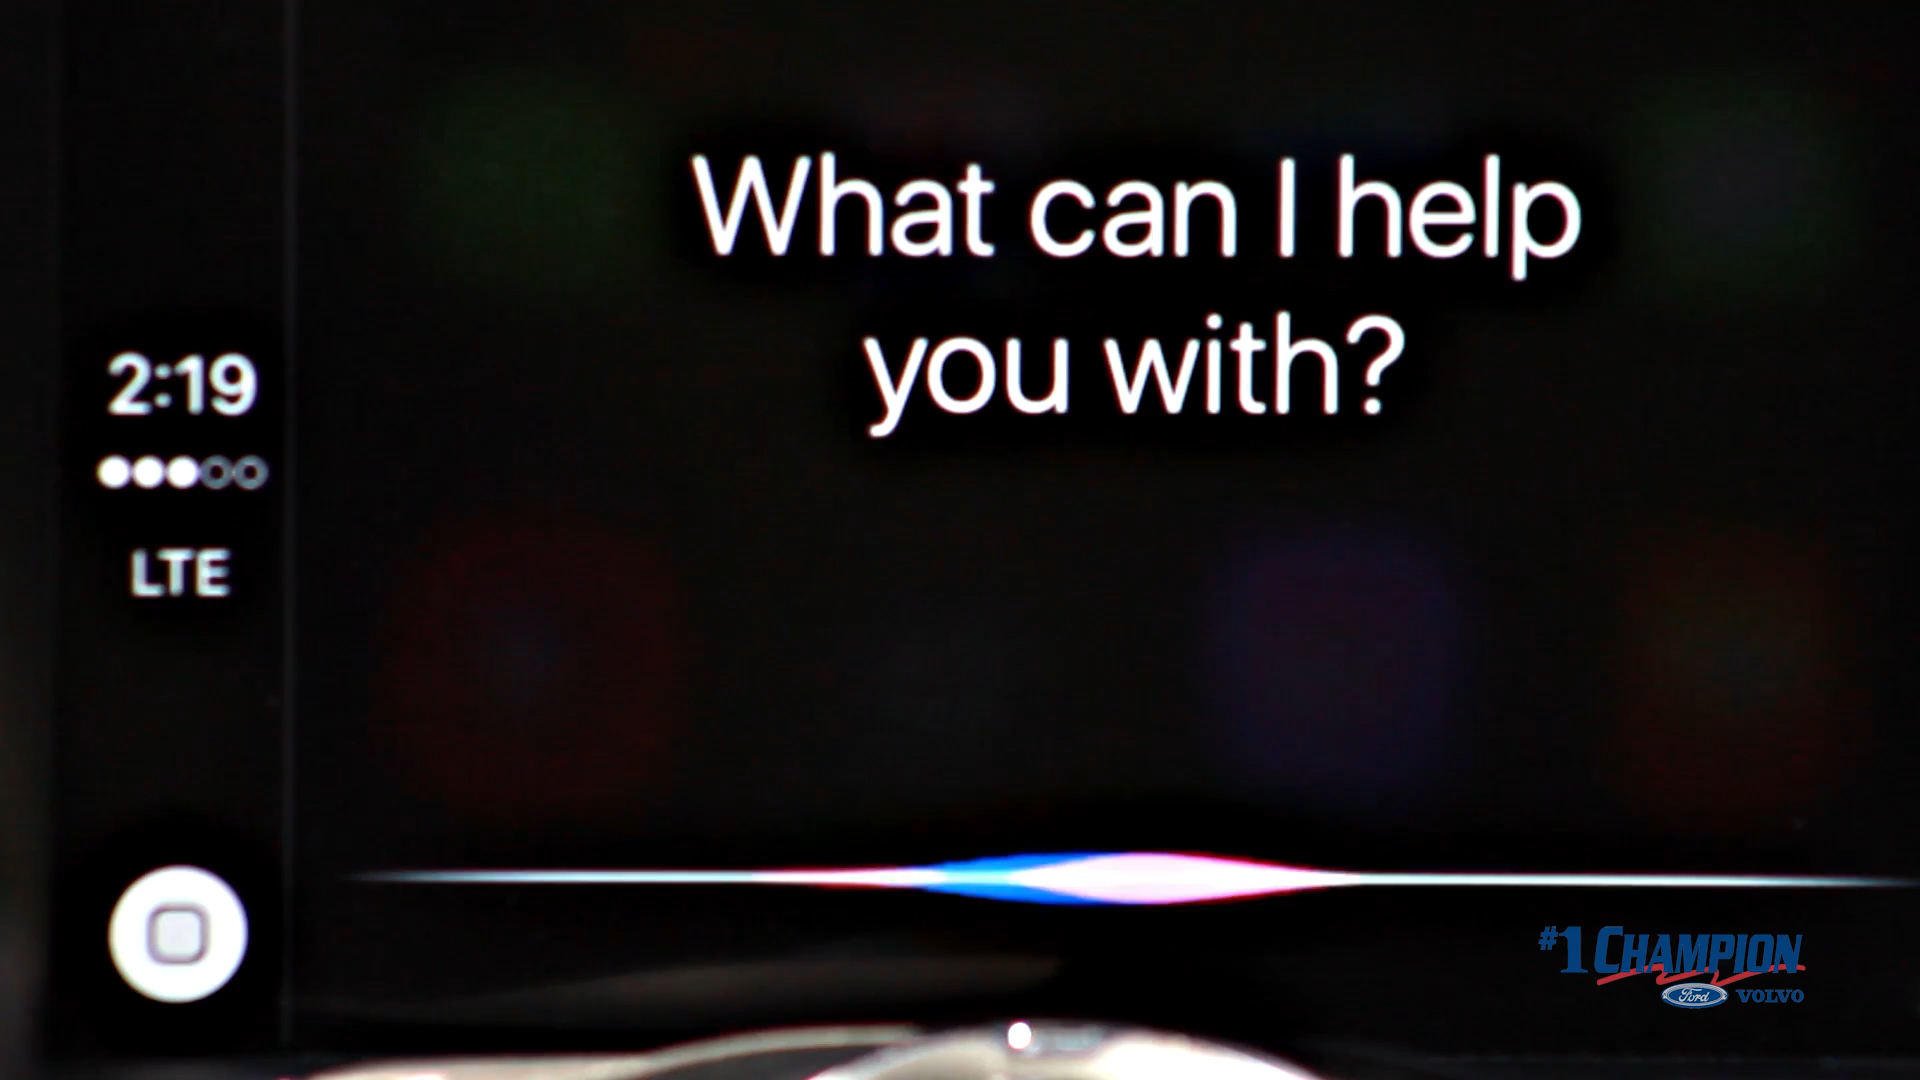 What can I help
you with?
2:19
LTE
#1 CHAMPION
Ford VOLVO